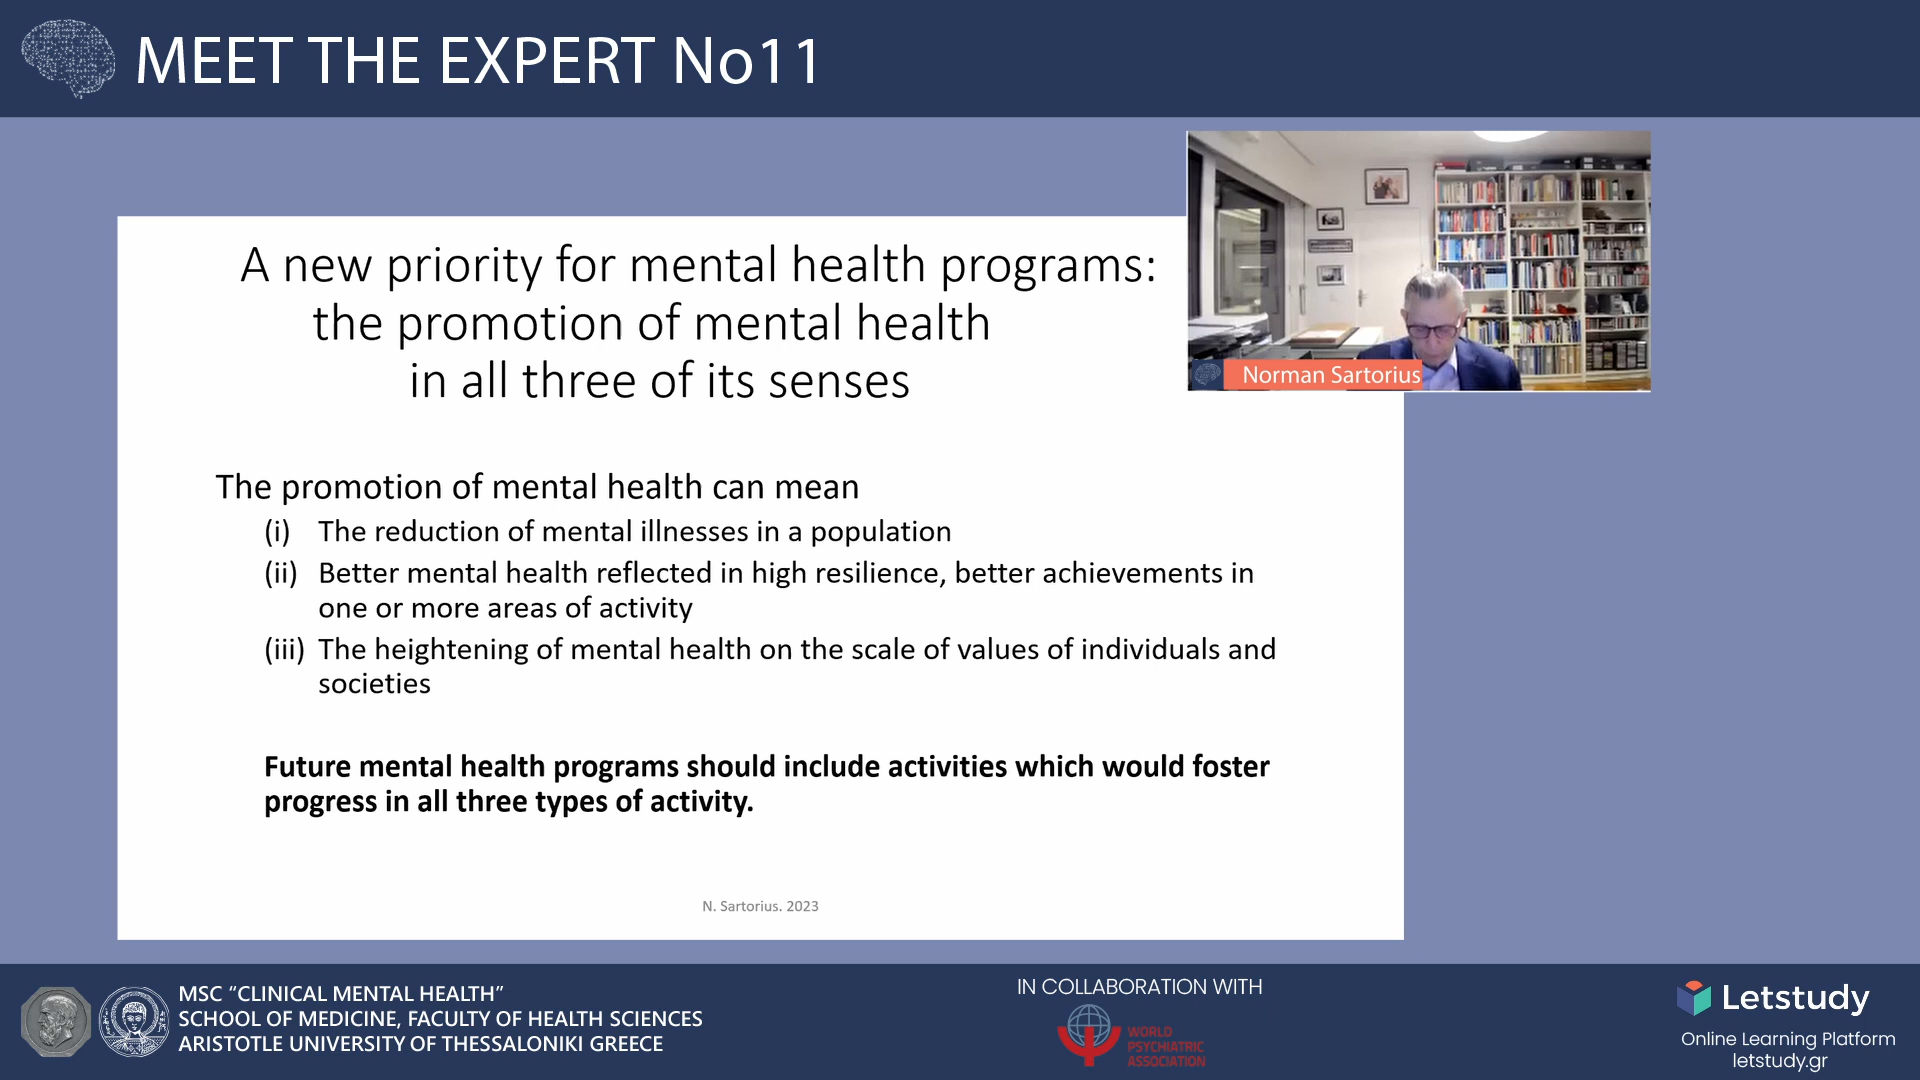 MEET THE EXPERT No11
A new priority for mental health programs:
the promotion of mental health
in all three of its senses
Norman Sartorius
The promotion of mental health can mean
(i) The reduction of mental illnesses in a population
(ii) Better mental health reflected in high resilience, better achievements in
one or more areas of activity
(iii) The heightening of mental health on the scale of values of individuals and
societies
Future mental health programs should include activities which would foster
progress in all three types of activity.
N. Sartorius. 2023
MSC “CLINICAL MENTAL HEALTH”
SCHOOL OF MEDICINE, FACULTY OF HEALTH SCIENCES
ARISTOTLE UNIVERSITY OF THESSALONIKI GREECE
IN COLLABORATION WITH
WORLD
PSYCHIATRIC
ASSOCIATION
Letstudy
Online Learning Platform
letstudy.gr